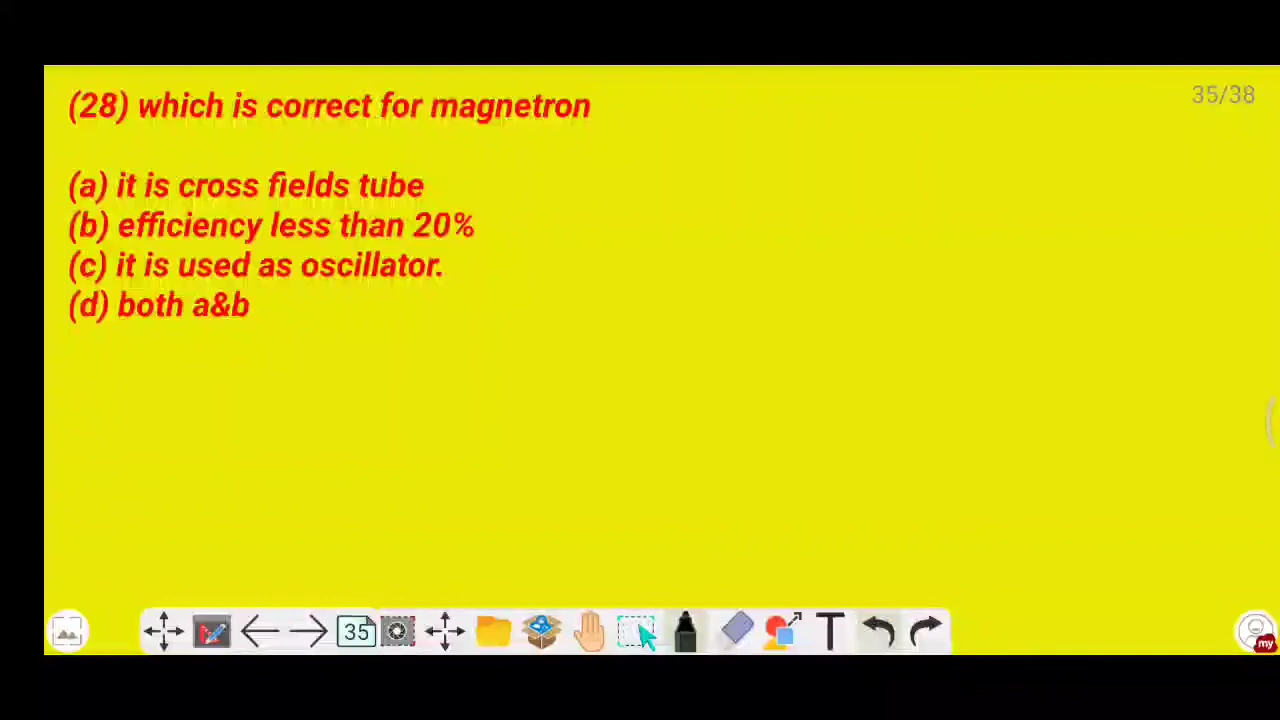 (28) which is correct for magnetron
35/38
(a) it is cross fields tube
(b) efficiency less than 20%
(c) it is used as oscillator.
(d) both a&b
35
T
my